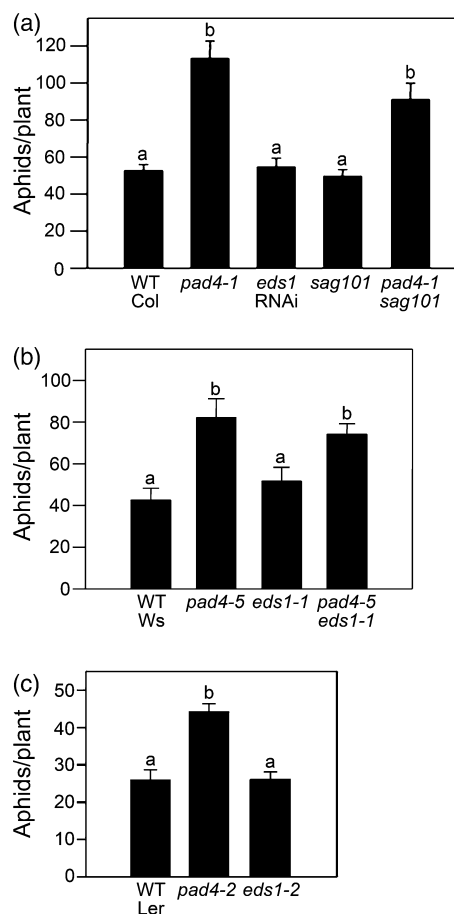 (a)
Aphids/plant
120
100
80
60
40
20
0
a
b
a
a
b
WT pad4-1 eds1 sag101 pad4-1
Col RNAi sag101
(b)
Aphids/plant
100
80
60
40
20
0
a
b
a
b
WT pad4-5 eds1-1 pad4-5
Ws eds1-1
(c)
Aphids/plant
50
40
30
20
10
0
a
b
a
WT pad4-2 eds1-2
Ler